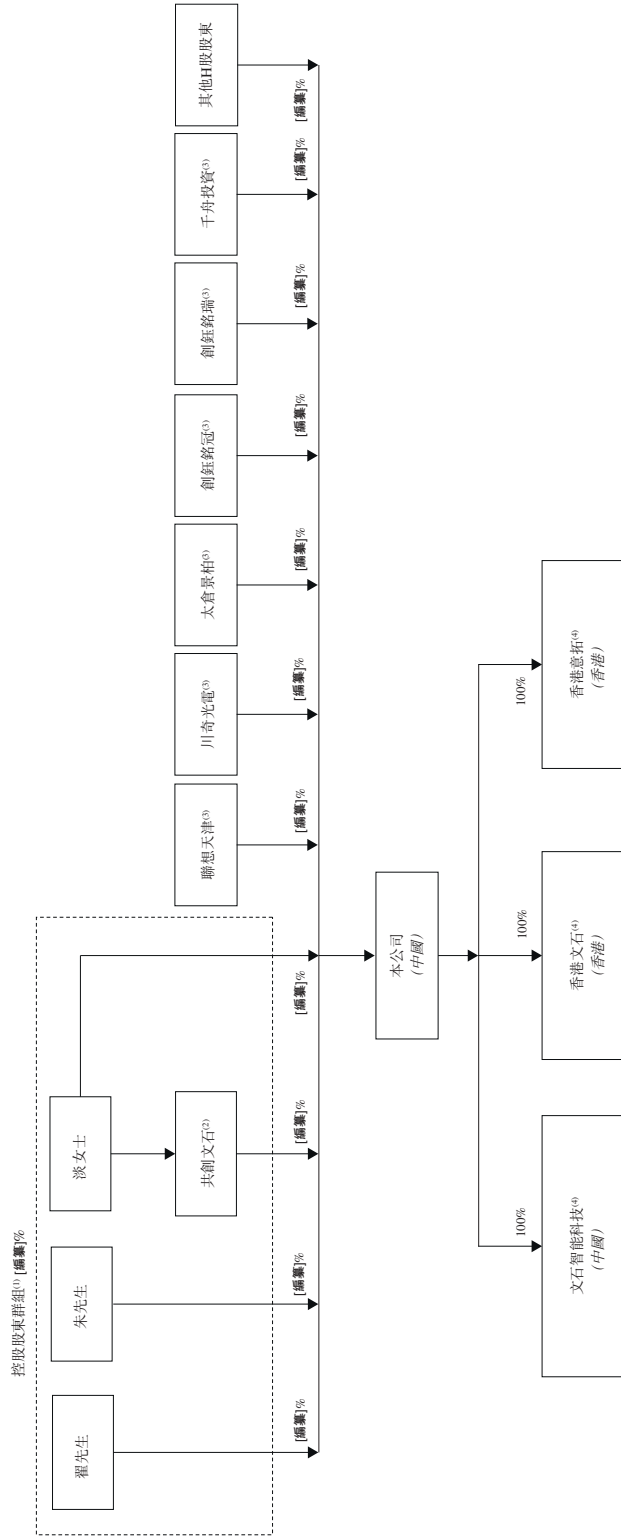 控股股東群組(1) [編纂]%
翟先生
朱先生
淡女士
共創文石(2)
聯想天津(3)
川奇光電(3)
太倉景柏(3)
創鈺銘冠(3)
創鈺銘瑞(3)
千舟投資(3)
其他H股股東
[編纂]%
[編纂]%
[編纂]%
[編纂]%
[編纂]%
[編纂]%
[編纂]%
[編纂]%
[編纂]%
[編纂]%
[編纂]%
本公司
(中國)
100%
100%
100%
文石智能科技(4)
(中國)
香港文石(4)
(香港)
香港意拓(4)
(香港)